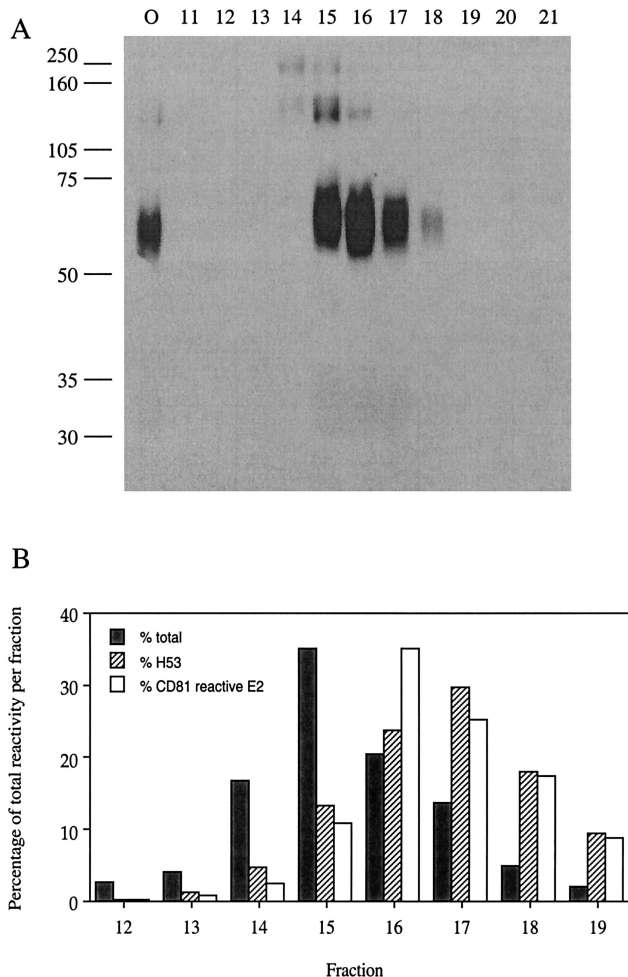 A
O 11 12 13 14 15 16 17 18 19 20 21
250
160
105
75
50
35
30
B
Percentage of total reactivity per fraction
40
30
20
10
0
% total
% H53
% CD81 reactive E2
12 13 14 15 16 17 18 19
Fraction